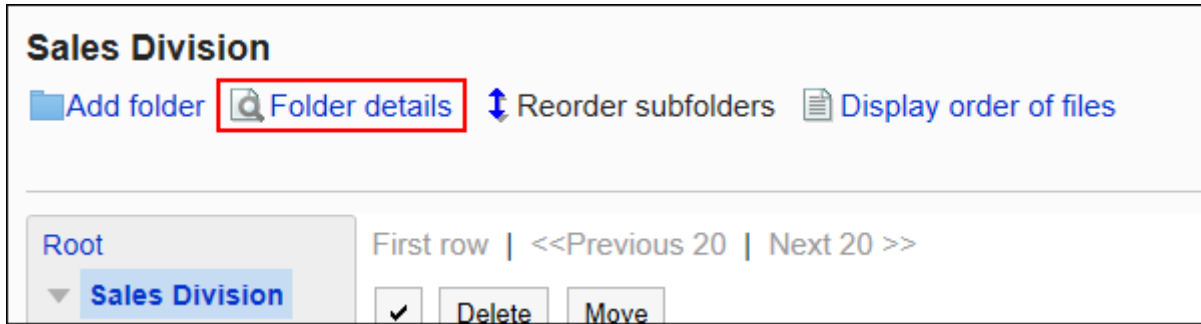 Sales Division
Add folder Folder details Reorder subfolders Display order of files
Root
Sales Division
First row | <<Previous 20 | Next 20 >>
Delete Move